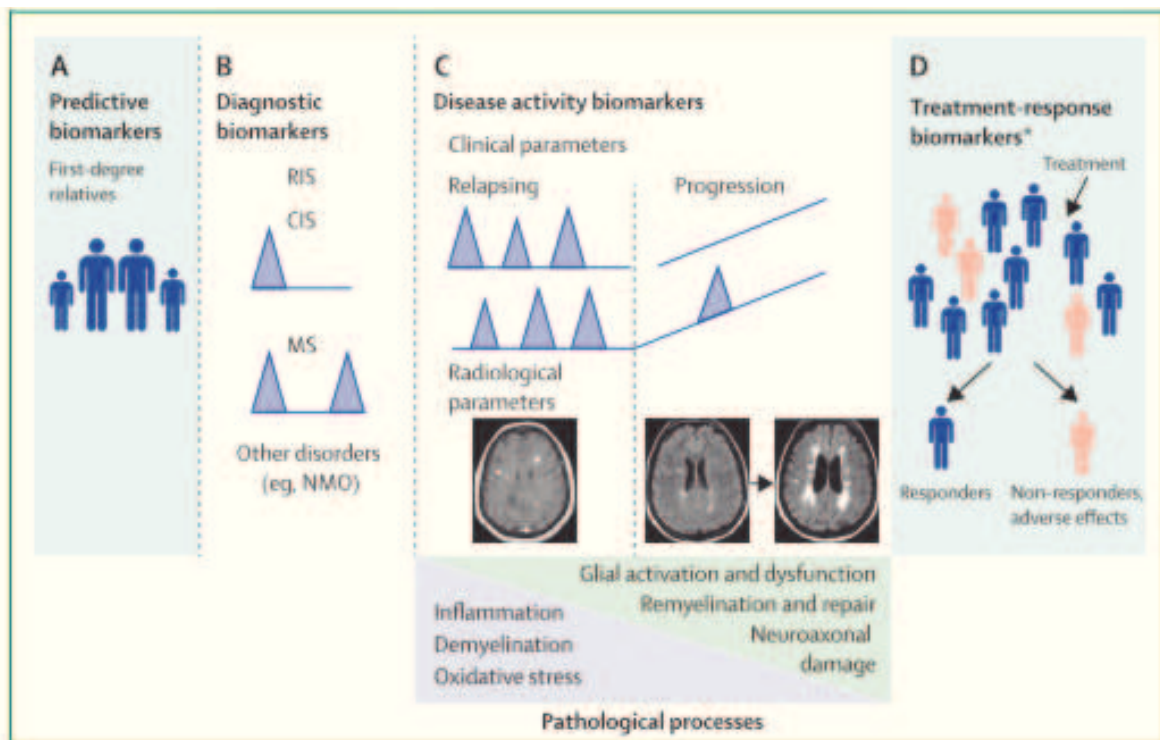 A
Predictive
biomarkers
First-degree
relatives
B
Diagnostic
biomarkers
RIS
CIS
MS
Other disorders
(eg, NMO)
C
Disease activity biomarkers
Clinical parameters
Relapsing
Progression
Radiological
parameters
Glial activation and dysfunction
Remyelination and repair
Neuroaxonal
damage
Inflammation
Demyelination
Oxidative stress
Pathological processes
D
Treatment-response
biomarkers*
Treatment
Responders
Non-responders,
adverse effects